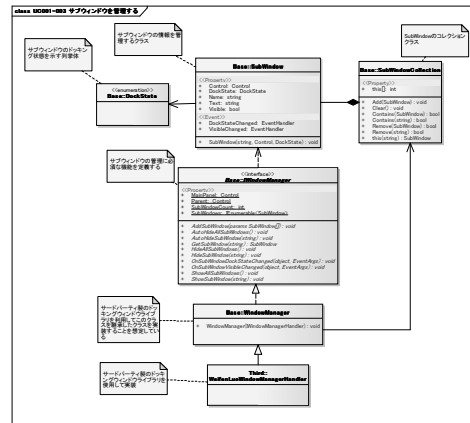 class UC001-003 サブウィンドウを管理する
サブウィンドウの情報を管
理するクラス
SubWindowのコレクション
クラス
サブウィンドウのドッキン
グ状態を示す列挙体
Base::SubWindow
«Property»
+ Control: Control
+ DockState: DockState
+ Name: string
+ Text: string
+ Visible: bool
«Event»
+ DockStateChanged: EventHandler
+ VisibleChanged: EventHandler
+ SubWindow(string, Control, DockState) : void
Base::SubWindowCollection
«Property»
+ this[]: int
+ Add(SubWindow) : void
+ Clear() : void
+ Contains(SubWindow) : bool
+ Contains(string) : bool
+ Remove(SubWindow) : bool
+ Remove(string) : bool
+ this(string) : SubWindow
«enumeration»
Base::DockState
サブウィンドウの管理に必
須な機能を定義する
«interface»
Base::IWindowManager
«Property»
+ MainPanel: Control
+ Parent: Control
+ SubWindowCount: int
+ SubWindows: IEnumerable(SubWindow)
+ AddSubWindow(params SubWindow[]) : void
+ AutoHideAllSubWindows() : void
+ AutoHideSubWindow(string) : void
+ GetSubWindow(string) : SubWindow
+ HideAllSubWindows() : void
+ HideSubWindow(string) : void
+ OnSubWindowDockStateChanged(object, EventArgs) : void
+ OnSubWindowVisibleChanged(object, EventArgs) : void
+ ShowAllSubWindows() : void
+ ShowSubWindow(string) : void
サードパーティ製のドッ
キングウィンドウライブ
ラリを利用してこのクラ
スを継承したクラスを実
装することを想定してい
る
Base::WindowManager
+ WindowManager(IWindowManagerHandler) : void
サードパーティ製のドッキ
ングウィンドウライブラリを
使用して実装
Third::
WeifenLuoWindowManagerHandler